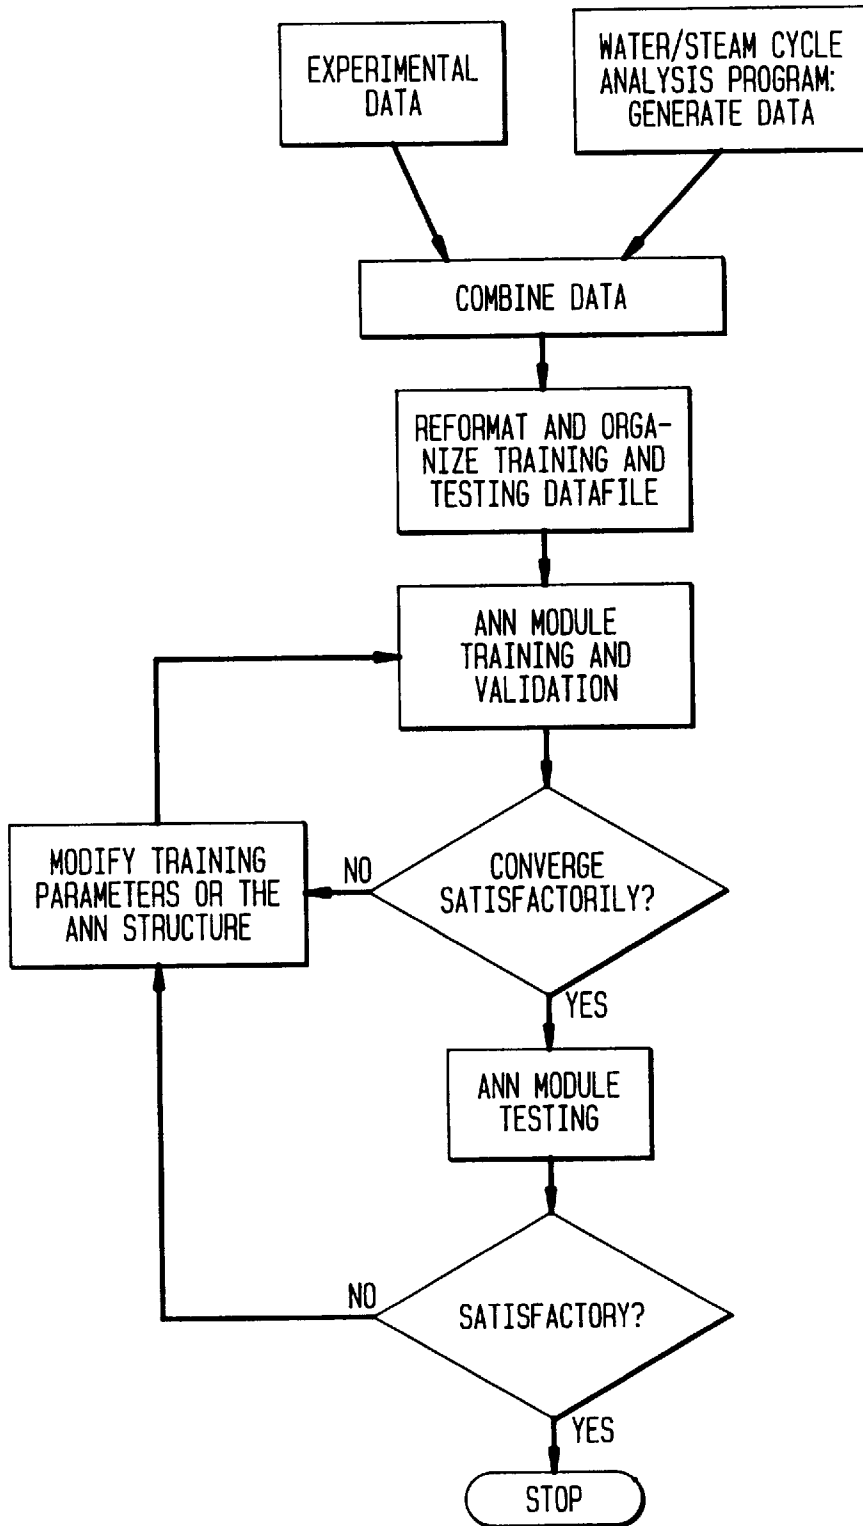 EXPERIMENTAL
DATA
WATER/STEAM CYCLE
ANALYSIS PROGRAM:
GENERATE DATA
COMBINE DATA
REFORMAT AND ORGA-
NIZE TRAINING AND
TESTING DATAFILE
ANN MODULE
TRAINING AND
VALIDATION
MODIFY TRAINING
PARAMETERS OR THE
ANN STRUCTURE
NO
CONVERGE
SATISFACTORILY?
YES
ANN MODULE
TESTING
NO
SATISFACTORY?
YES
STOP